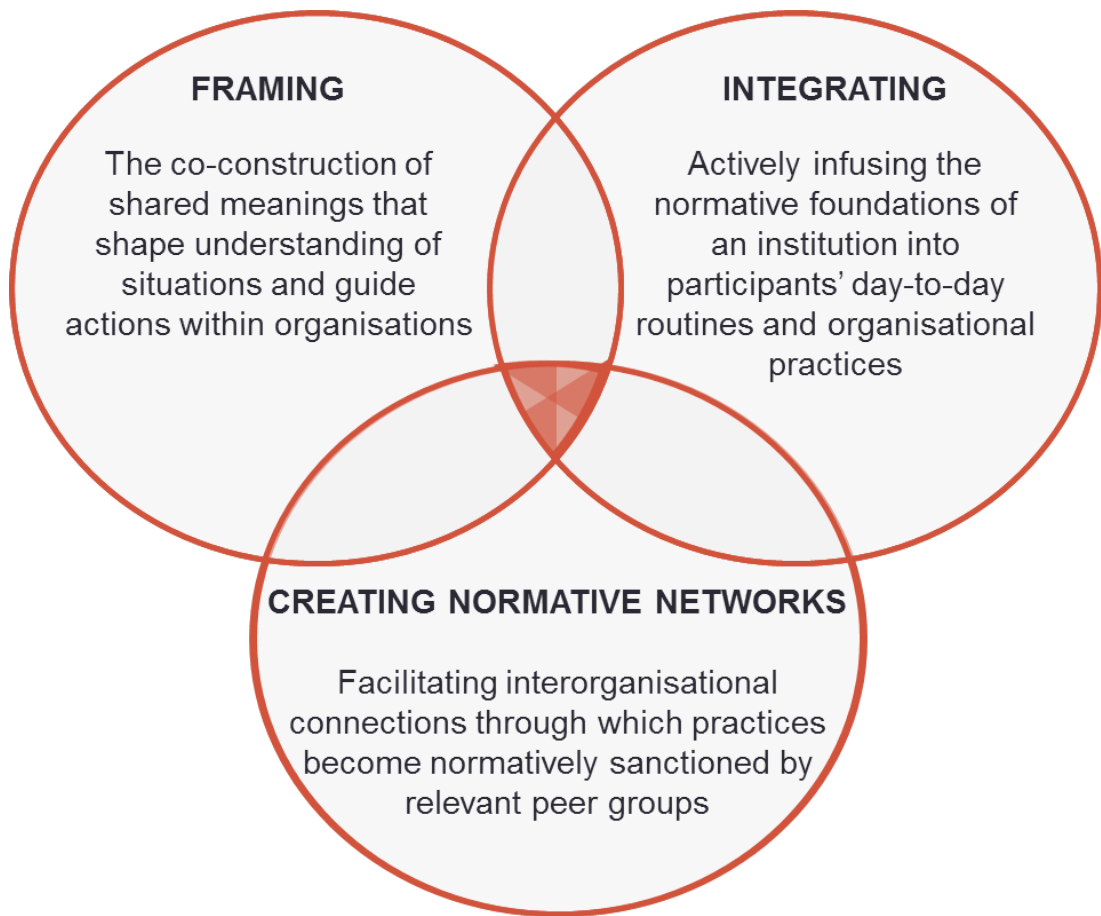 FRAMING
The co-construction of
shared meanings that
shape understanding of
situations and guide
actions within organisations
INTEGRATING
Actively infusing the
normative foundations of
an institution into
participants’ day-to-day
routines and organisational
practices
CREATING NORMATIVE NETWORKS
Facilitating interorganisational
connections through which practices
become normatively sanctioned by
relevant peer groups